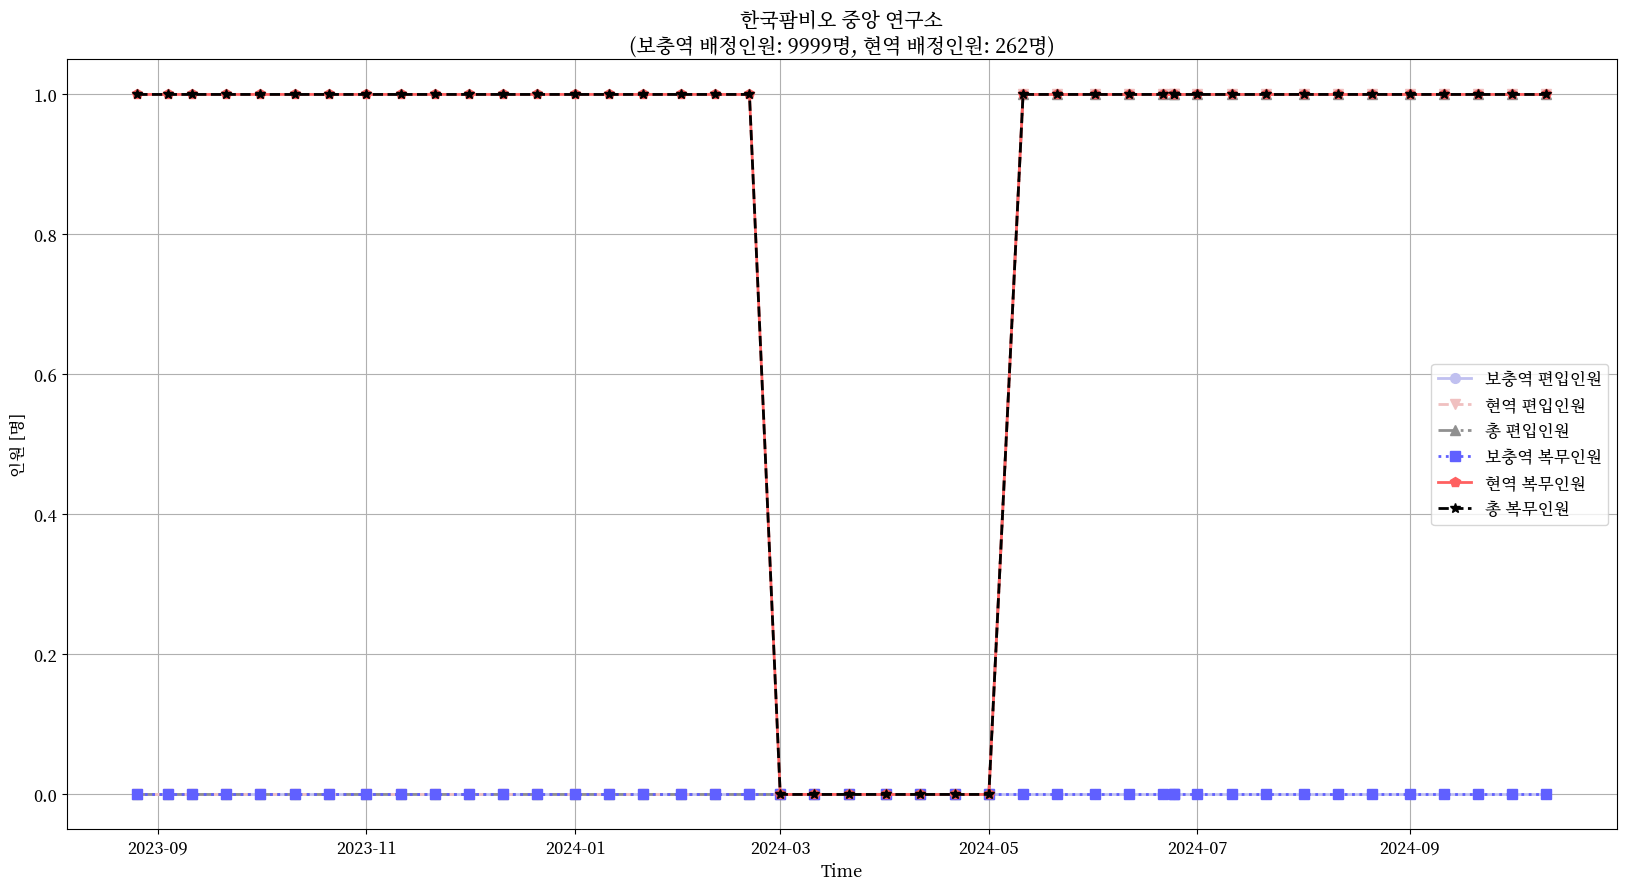 한국팜비오 중앙 연구소
(보충역 배정인원: 9999명, 현역 배정인원: 262명)
인원 [명]
1.0
0.8
0.6
0.4
0.2
0.0
보충역 편입인원
현역 편입인원
총 편입인원
보충역 복무인원
현역 복무인원
총 복무인원
2023-09
2023-11
2024-01
2024-03
2024-05
2024-07
2024-09
Time